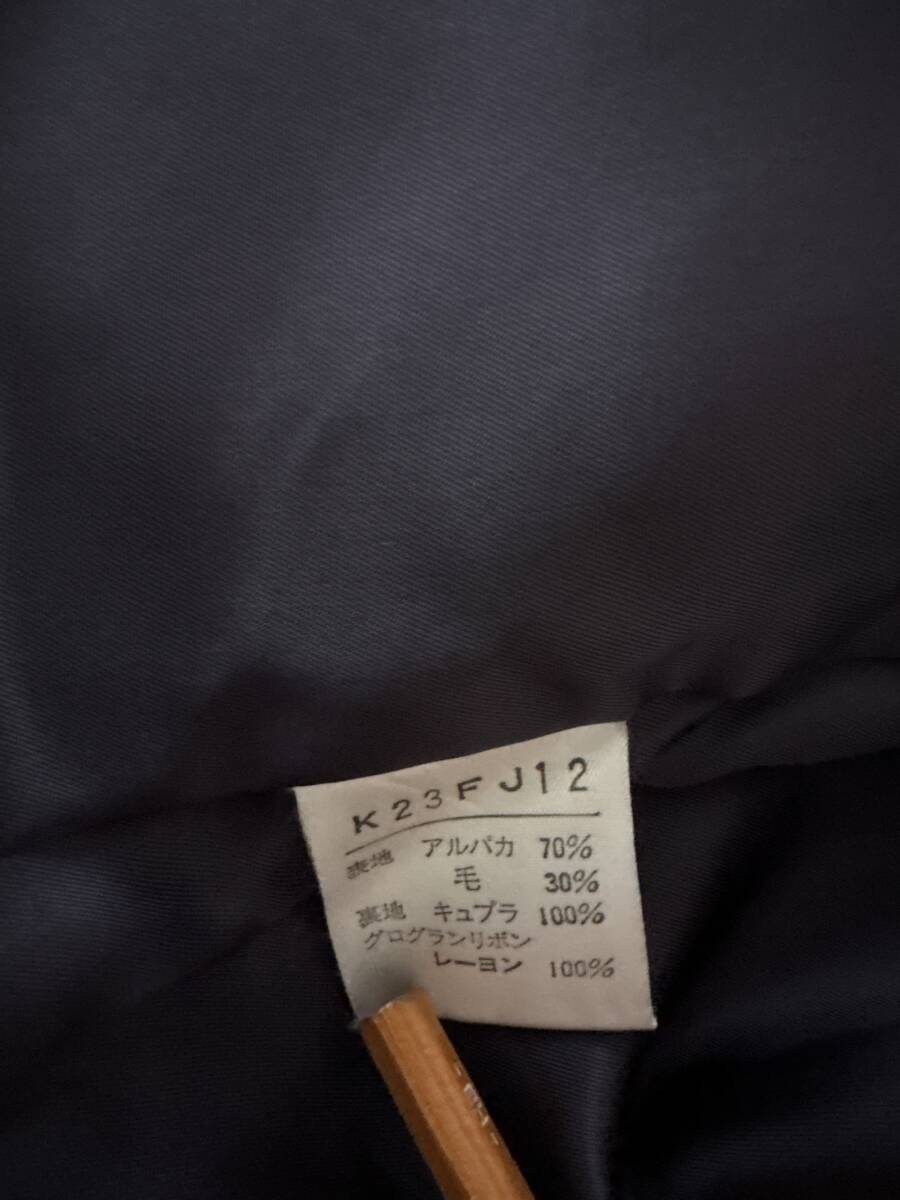 K23FJ12
表地 アルパカ 70%
毛 30%
裏地 キュプラ 100%
グログランリボン
レーヨン 100%